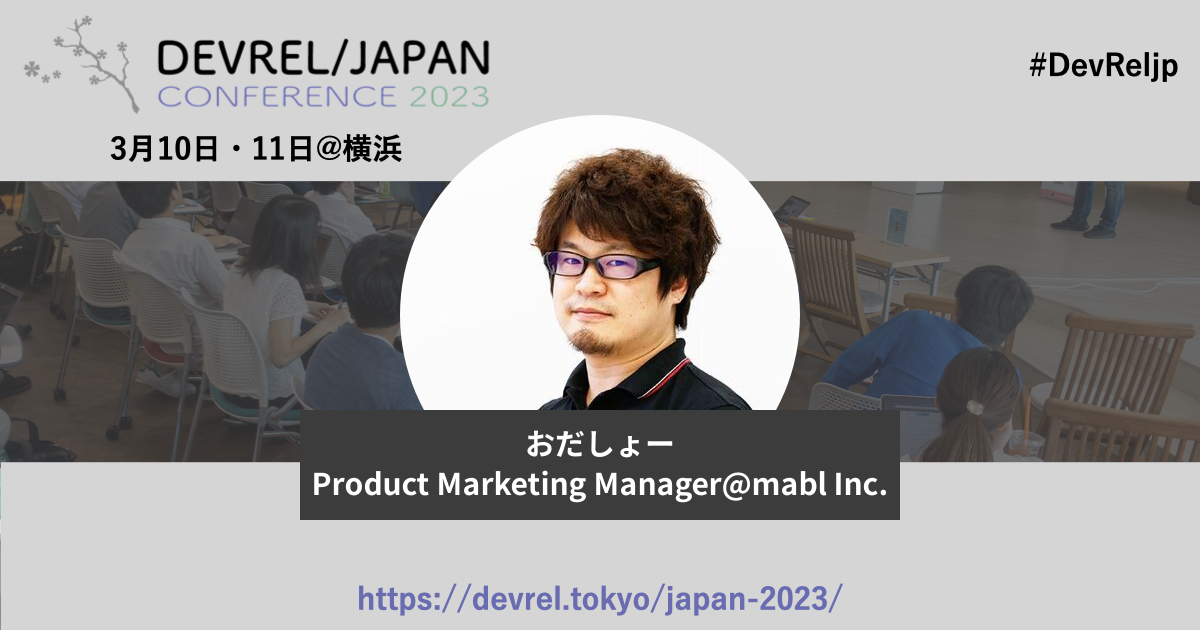 DEVREL/JAPAN
CONFERENCE 2023
#DevReljp
3月10日・11日@横浜
おだしょー
Product Marketing Manager@mabl Inc.
https://devrel.tokyo/japan-2023/